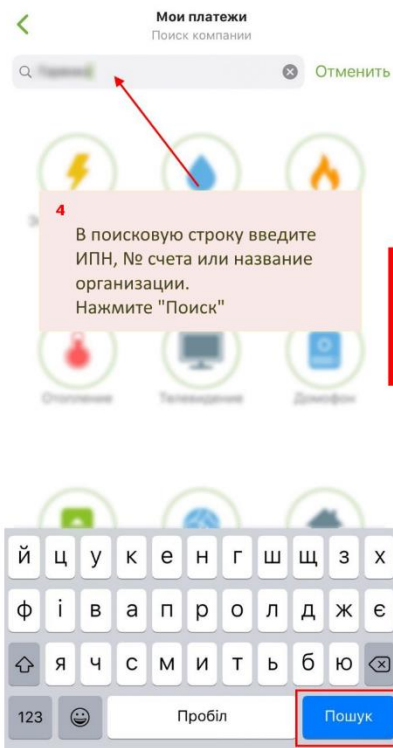 Мои платежи
Поиск компании
Отменить
4
В поисковую строку введите
ИПН, № счета или название
организации.
Нажмите "Поиск"
Отопление Телевидение Домофон
й ц у к е н г ш щ з х
ф і в а п р о л д ж є
я ч с м и т ь б ю
123 Пробіл Пошук